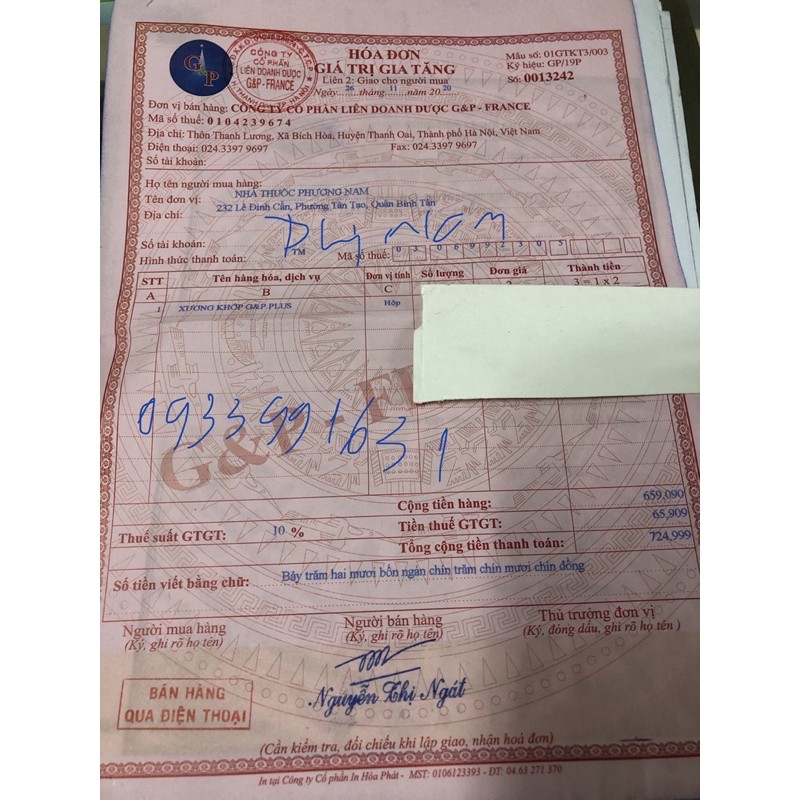 HÓA ĐƠN
GIÁ TRỊ GIA TĂNG
Liên 2: Giao cho người mua
Ngày 26 tháng 11 năm 2020
Mẫu số: 01GTKT3/003
Ký hiệu: GP/19P
Số: 0013242
G&P
CÔNG TY
CỔ PHẦN
LIÊN DOANH DƯỢC
G&P - FRANCE
Đơn vị bán hàng: CÔNG TY CỔ PHẦN LIÊN DOANH DƯỢC G&P - FRANCE
Mã số thuế: 0104239674
Địa chỉ: Thôn Thanh Lương, Xã Bích Hòa, Huyện Thanh Oai, Thành phố Hà Nội, Việt Nam
Điện thoại: 024.3397 9697 Fax: 024.3397 9697
Số tài khoản:
Họ tên người mua hàng:
Tên đơn vị: NHÀ THUỐC PHƯƠNG NAM
Địa chỉ: 232 Lê Đình Cẩn, Phường Tân Tạo, Quận Bình Tân
Số tài khoản:
Hình thức thanh toán: TM Mã số thuế: 03060992305
STT Tên hàng hóa, dịch vụ Đơn vị tính Số lượng Đơn giá Thành tiền
A B C 3 = 1 x 2
1 XƯƠNG KHỚP G&P PLUS Hộp
0933991631
Cộng tiền hàng: 659,090
Thuế suất GTGT: 10 % Tiền thuế GTGT: 65,909
Tổng cộng tiền thanh toán: 724,999
Số tiền viết bằng chữ: Bảy trăm hai mươi bốn ngàn chín trăm chín mươi chín đồng
Người mua hàng Người bán hàng Thủ trưởng đơn vị
(Ký, ghi rõ họ tên) (Ký, ghi rõ họ tên) (Ký, đóng dấu, ghi rõ họ tên)
Nguyễn Thị Ngát
BÁN HÀNG
QUA ĐIỆN THOẠI
(Cần kiểm tra, đối chiếu khi lập giao, nhận hoá đơn)
In tại Công ty Cổ phần In Hòa Phát - MST: 0106123393 - ĐT: 04 63 271 370